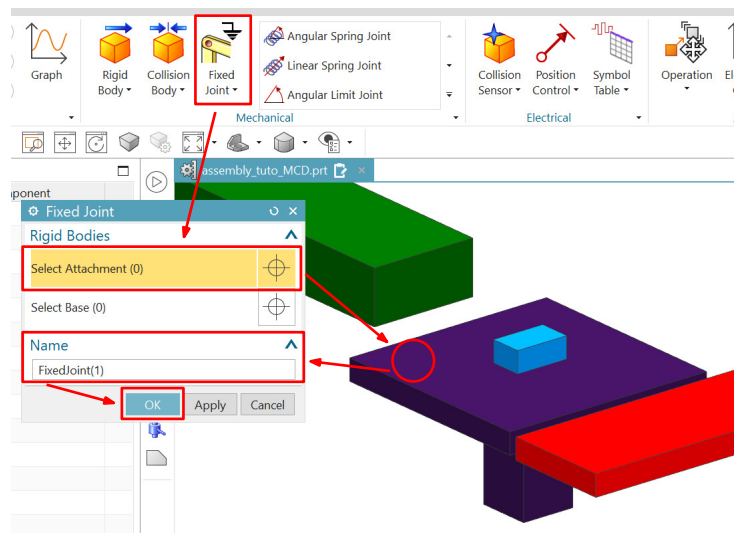 Graph
Rigid
Body
Collision
Body
Fixed
Joint
Angular Spring Joint
Linear Spring Joint
Angular Limit Joint
Collision
Sensor
Position
Control
Symbol
Table
Operation
El
Mechanical
Electrical
assembly_tuto_MCD.prt
ponent
Fixed Joint
Rigid Bodies
Select Attachment (0)
Select Base (0)
Name
FixedJoint(1)
OK Apply Cancel